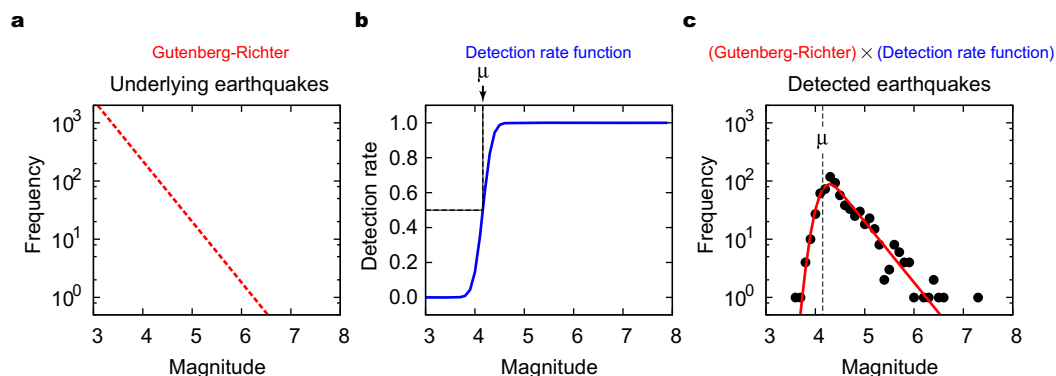 a
Gutenberg-Richter
Underlying earthquakes
10³
10²
10¹
10⁰
Frequency
3 4 5 6 7 8
Magnitude
b
Detection rate function
μ
1.0
0.8
0.6
0.4
0.2
0.0
Detection rate
3 4 5 6 7 8
Magnitude
c
(Gutenberg-Richter) × (Detection rate function)
Detected earthquakes
10³
10²
10¹
10⁰
Frequency
μ
3 4 5 6 7 8
Magnitude